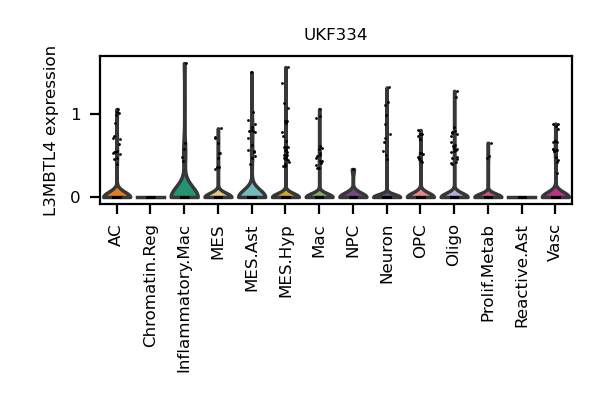 UKF334
L3MBTL4 expression
1
0
AC
Chromatin.Reg
Inflammatory.Mac
MES
MES.Ast
MES.Hyp
Mac
NPC
Neuron
OPC
Oligo
Prolif.Metab
Reactive.Ast
Vasc